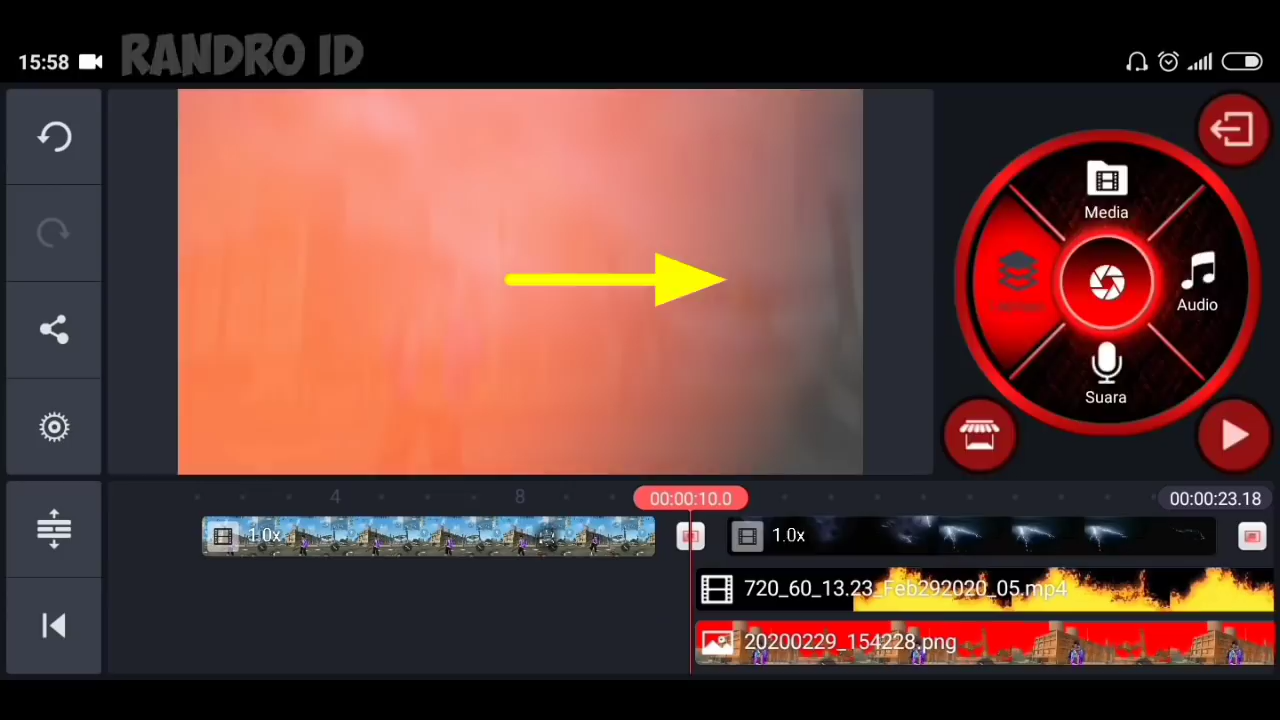 15:58
RANDRO ID
Media
Audio
Suara
4
8
00:00:10.0
00:00:23.18
1.0x
1.0x
720_60_13.23_Feb292020_05.mp4
20200229_154228.png